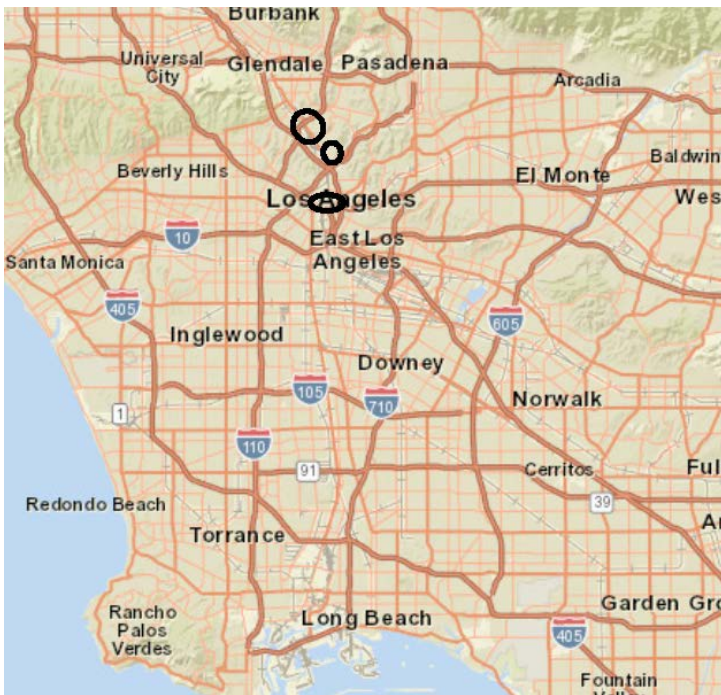 Burbank
Universal
City
Glendale
Pasadena
Arcadia
Beverly Hills
El Monte
Baldwin
Los Angeles
Wes
10
East Los
Angeles
Santa Monica
405
605
Inglewood
Downey
105
710
Norwalk
1
110
91
Cerritos
Ful
39
Redondo Beach
Torrance
Rancho
Palos
Verdes
Long Beach
Garden Gro
405
Fountain